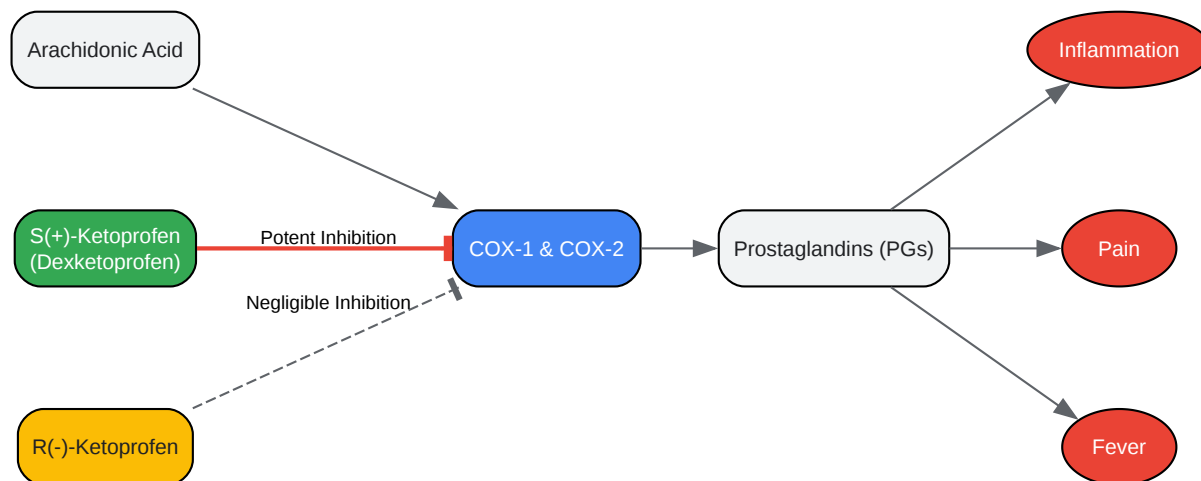 Arachidonic Acid
Inflammation
S(+)-Ketoprofen
(Dexketoprofen)
Potent Inhibition
COX-1 & COX-2
Prostaglandins (PGs)
Pain
Negligible Inhibition
R(-)-Ketoprofen
Fever